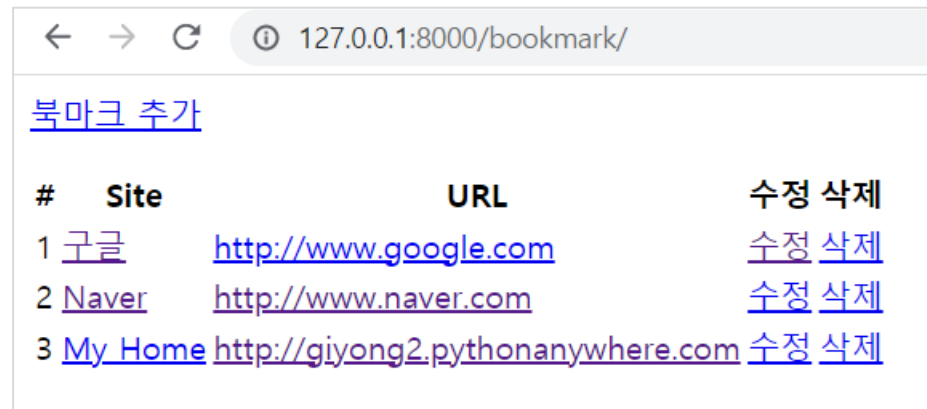 127.0.0.1:8000/bookmark/
북마크 추가
# Site URL 수정 삭제
1 구글 http://www.google.com 수정 삭제
2 Naver http://www.naver.com 수정 삭제
3 My Home http://giyong2.pythonanywhere.com 수정 삭제